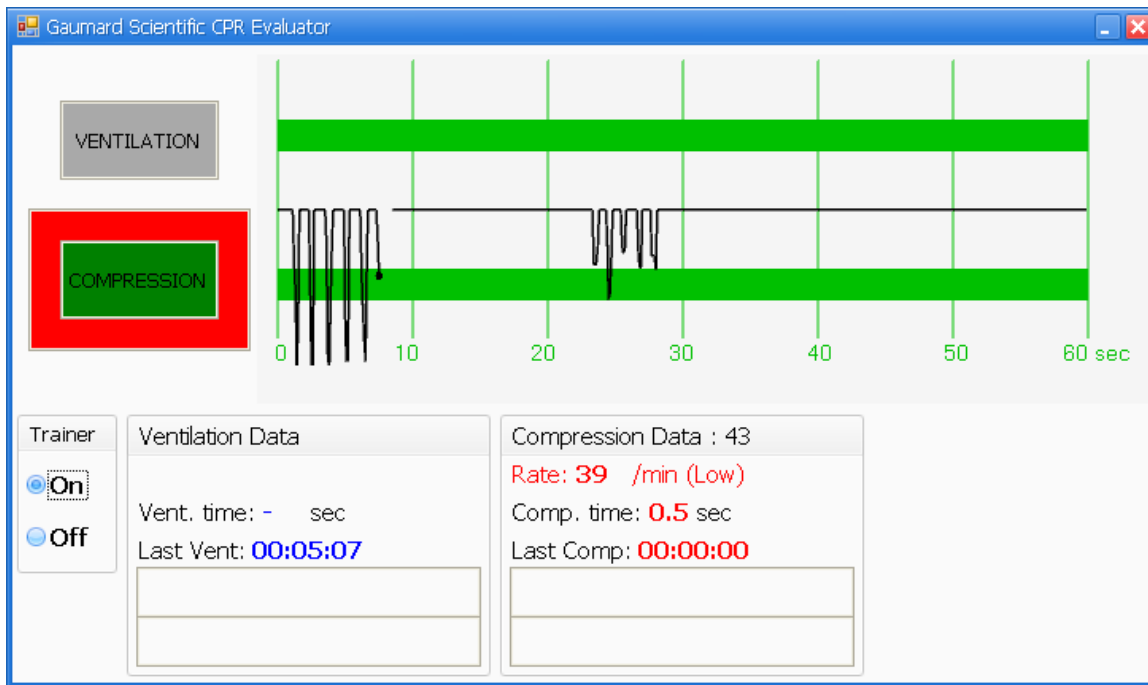 Gaumard Scientific CPR Evaluator
VENTILATION
COMPRESSION
0 10 20 30 40 50 60 sec
Trainer
On
Off
Ventilation Data
Vent. time: - sec
Last Vent: 00:05:07
Compression Data : 43
Rate: 39 /min (Low)
Comp. time: 0.5 sec
Last Comp: 00:00:00